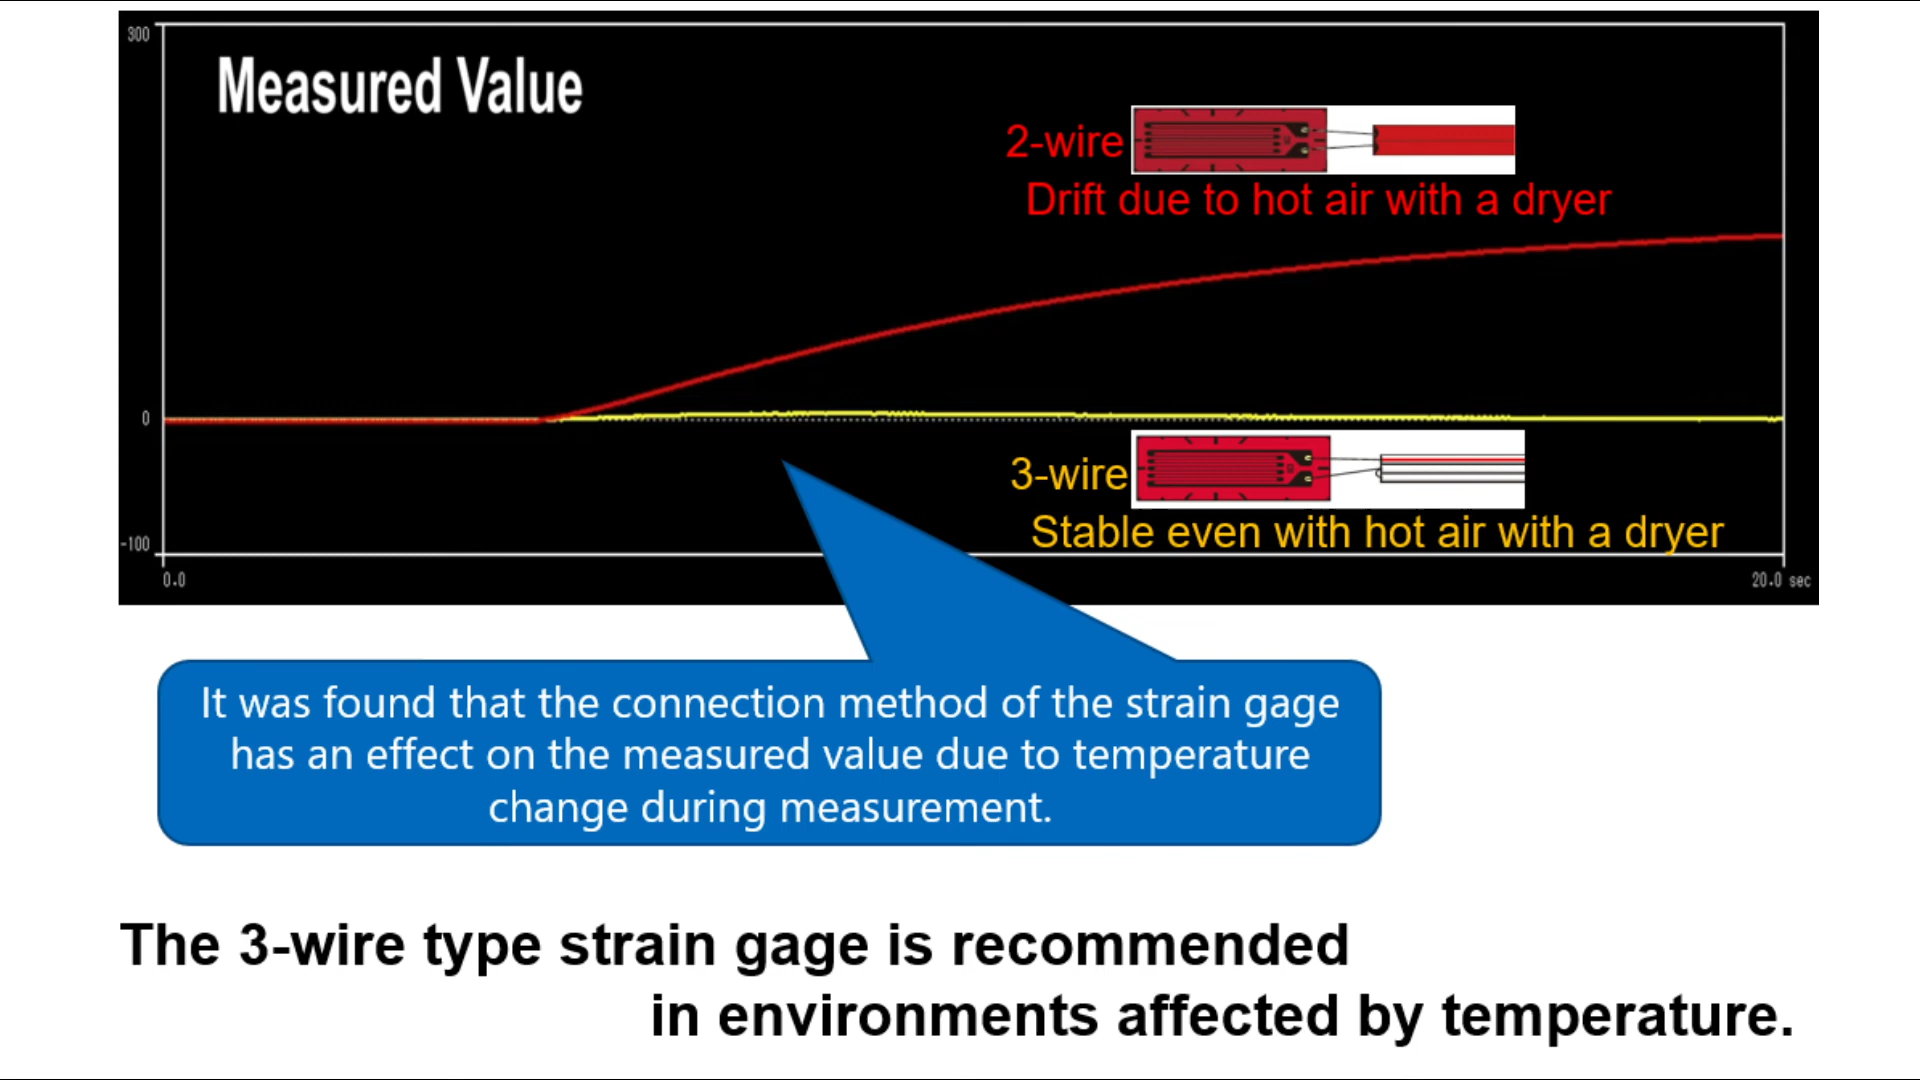 300
Measured Value
2-wire
Drift due to hot air with a dryer
0
3-wire
Stable even with hot air with a dryer
-100
0.0
20.0 sec
It was found that the connection method of the strain gage
has an effect on the measured value due to temperature
change during measurement.
The 3-wire type strain gage is recommended
in environments affected by temperature.